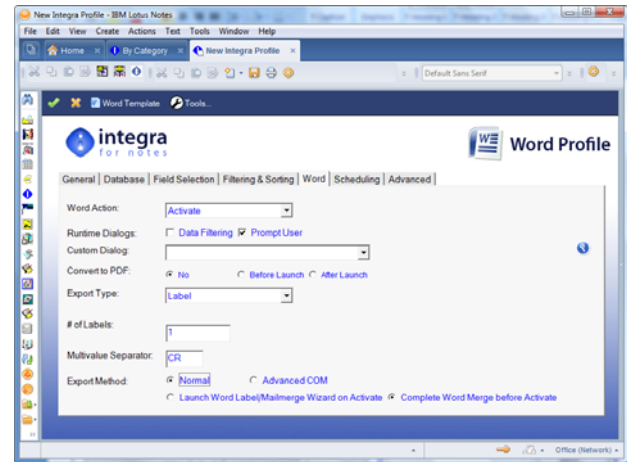 New Integra Profile - IBM Lotus Notes
File Edit View Create Actions Text Tools Window Help
Home By Category New Integra Profile
Default Sans Serif
Word Template Tools...
integra
for notes
Word Profile
General Database Field Selection Filtering & Sorting Word Scheduling Advanced
Word Action: Activate
Runtime Dialogs: Data Filtering Prompt User
Custom Dialog:
Convert to PDF: No Before Launch After Launch
Export Type: Label
# of Labels: 1
Multivalue Separator: CR
Export Method: Normal Advanced COM
Launch Word Label/Mailmerge Wizard on Activate Complete Word Merge before Activate
Office (Network)